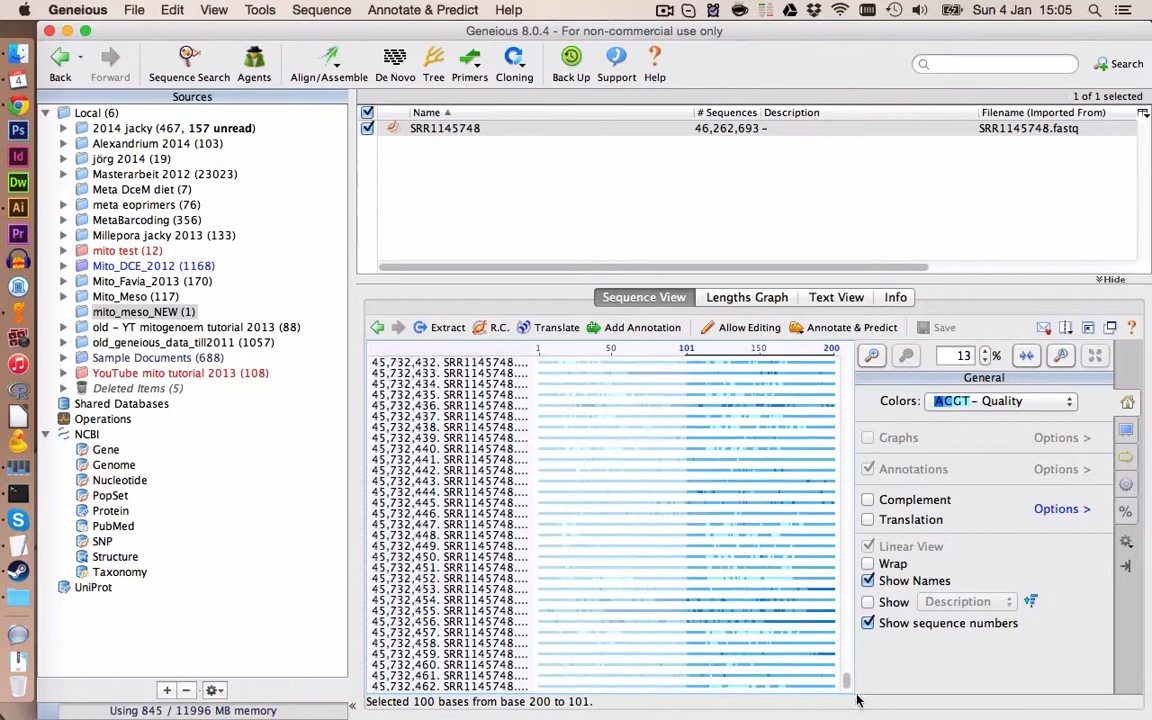 Geneious File Edit View Tools Sequence Annotate & Predict Help Sun 4 Jan 15:05
Geneious 8.0.4 - For non-commercial use only
Back Forward Sequence Search Agents Align/Assemble De Novo Tree Primers Cloning Back Up Support Help Search
Sources
1 of 1 selected
Name # Sequences Description Filename (Imported From)
SRR1145748 46,262,693 - SRR1145748.fastq
Local (6)
2014 jacky (467, 157 unread)
Alexandrium 2014 (103)
jörg 2014 (19)
Masterarbeit 2012 (23023)
Meta DceM diet (7)
meta eoprimers (76)
MetaBarcoding (356)
Millepora jacky 2013 (133)
mito test (12)
Mito_DCE_2012 (1168)
Mito_Favia_2013 (170)
Mito_Meso (117)
mito_meso_NEW (1)
old - YT mitogenoem tutorial 2013 (88)
old_geneious_data_till2011 (1057)
Sample Documents (688)
YouTube mito tutorial 2013 (108)
Deleted Items (5)
Shared Databases
Operations
NCBI
Gene
Genome
Nucleotide
PopSet
Protein
PubMed
SNP
Structure
Taxonomy
UniProt
Using 845 / 11996 MB memory
Hide
Sequence View Lengths Graph Text View Info
Extract R.C. Translate Add Annotation Allow Editing Annotate & Predict Save
1 50 101 150 200
45,732,432. SRR1145748....
45,732,433. SRR1145748....
45,732,434. SRR1145748....
45,732,435. SRR1145748....
45,732,436. SRR1145748....
45,732,437. SRR1145748....
45,732,438. SRR1145748....
45,732,439. SRR1145748....
45,732,440. SRR1145748....
45,732,441. SRR1145748....
45,732,442. SRR1145748....
45,732,443. SRR1145748....
45,732,444. SRR1145748....
45,732,445. SRR1145748....
45,732,446. SRR1145748....
45,732,447. SRR1145748....
45,732,448. SRR1145748....
45,732,449. SRR1145748....
45,732,450. SRR1145748....
45,732,451. SRR1145748....
45,732,452. SRR1145748....
45,732,453. SRR1145748....
45,732,454. SRR1145748....
45,732,455. SRR1145748....
45,732,456. SRR1145748....
45,732,457. SRR1145748....
45,732,458. SRR1145748....
45,732,459. SRR1145748....
45,732,460. SRR1145748....
45,732,461. SRR1145748....
45,732,462. SRR1145748....
13 %
General
Colors: ACGT - Quality
Graphs Options >
Annotations Options >
Complement
Options >
Translation
Linear View
Wrap
Show Names
Show Description
Show sequence numbers
Selected 100 bases from base 200 to 101.